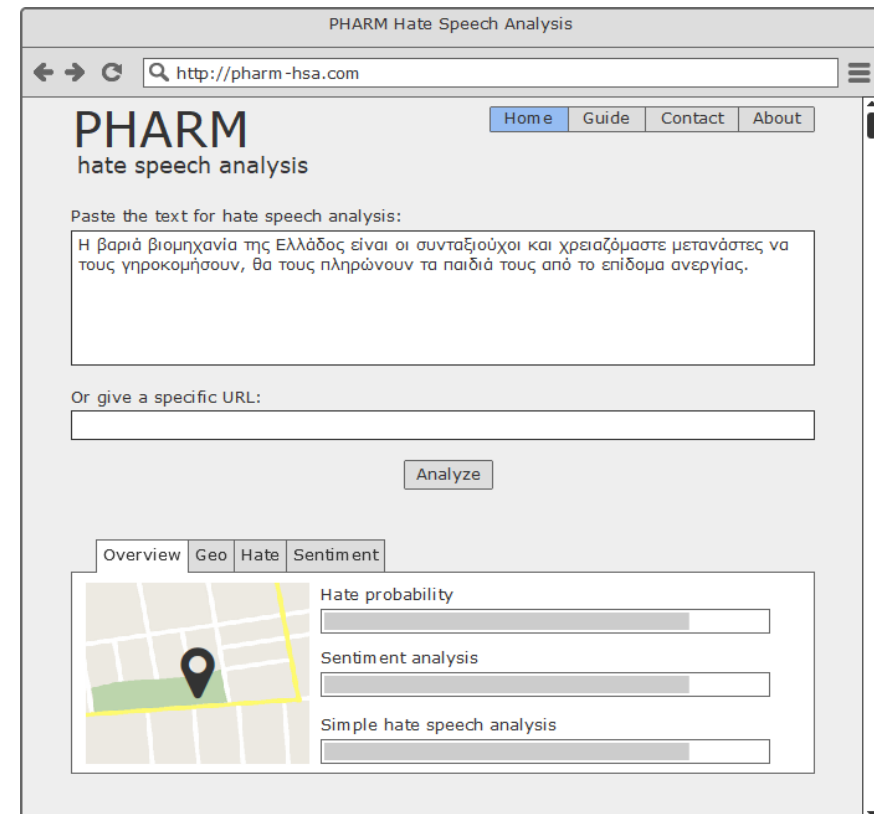 PHARM Hate Speech Analysis
http://pharm-hsa.com
PHARM
hate speech analysis
Home Guide Contact About
Paste the text for hate speech analysis:
Η βαριά βιομηχανία της Ελλάδος είναι οι συνταξιούχοι και χρειαζόμαστε μετανάστες να
τους γηροκομήσουν, θα τους πληρώνουν τα παιδιά τους από το επίδομα ανεργίας.
Or give a specific URL:
Analyze
Overview Geo Hate Sentiment
Hate probability
Sentiment analysis
Simple hate speech analysis